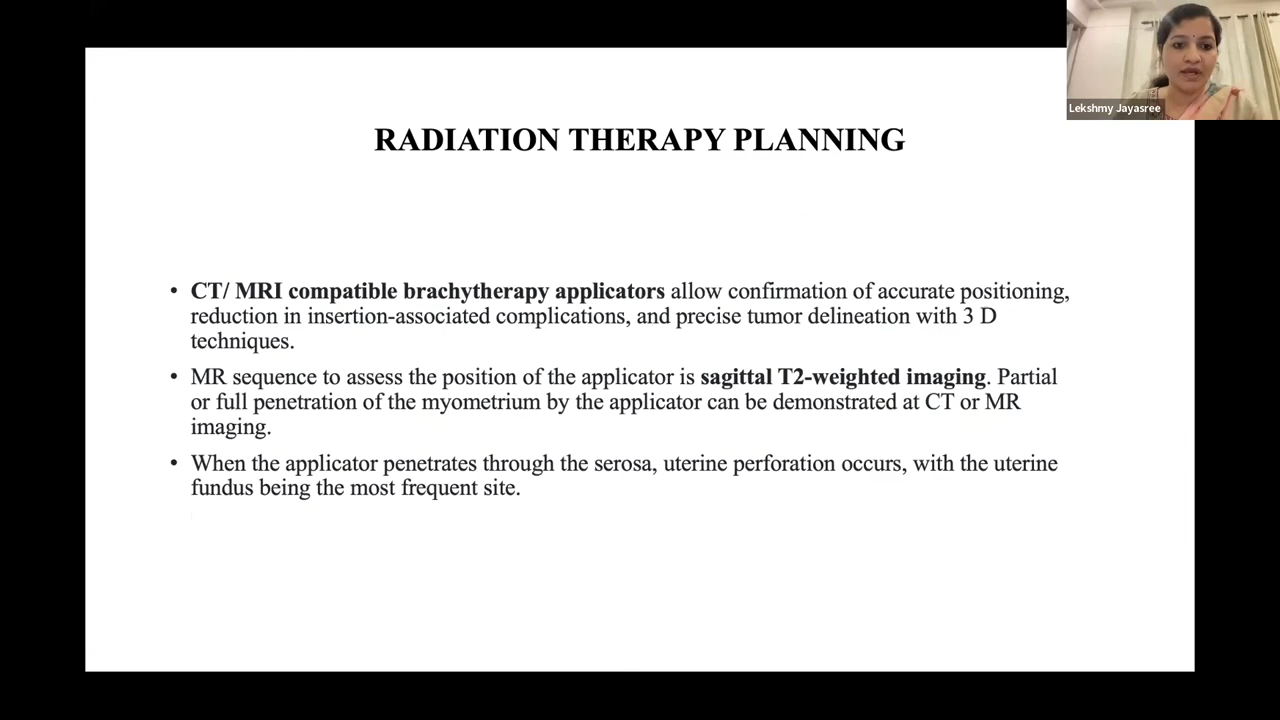 Lekshmy Jayasree
RADIATION THERAPY PLANNING
• CT/ MRI compatible brachytherapy applicators allow confirmation of accurate positioning,
reduction in insertion-associated complications, and precise tumor delineation with 3 D
techniques.
• MR sequence to assess the position of the applicator is sagittal T2-weighted imaging. Partial
or full penetration of the myometrium by the applicator can be demonstrated at CT or MR
imaging.
• When the applicator penetrates through the serosa, uterine perforation occurs, with the uterine
fundus being the most frequent site.